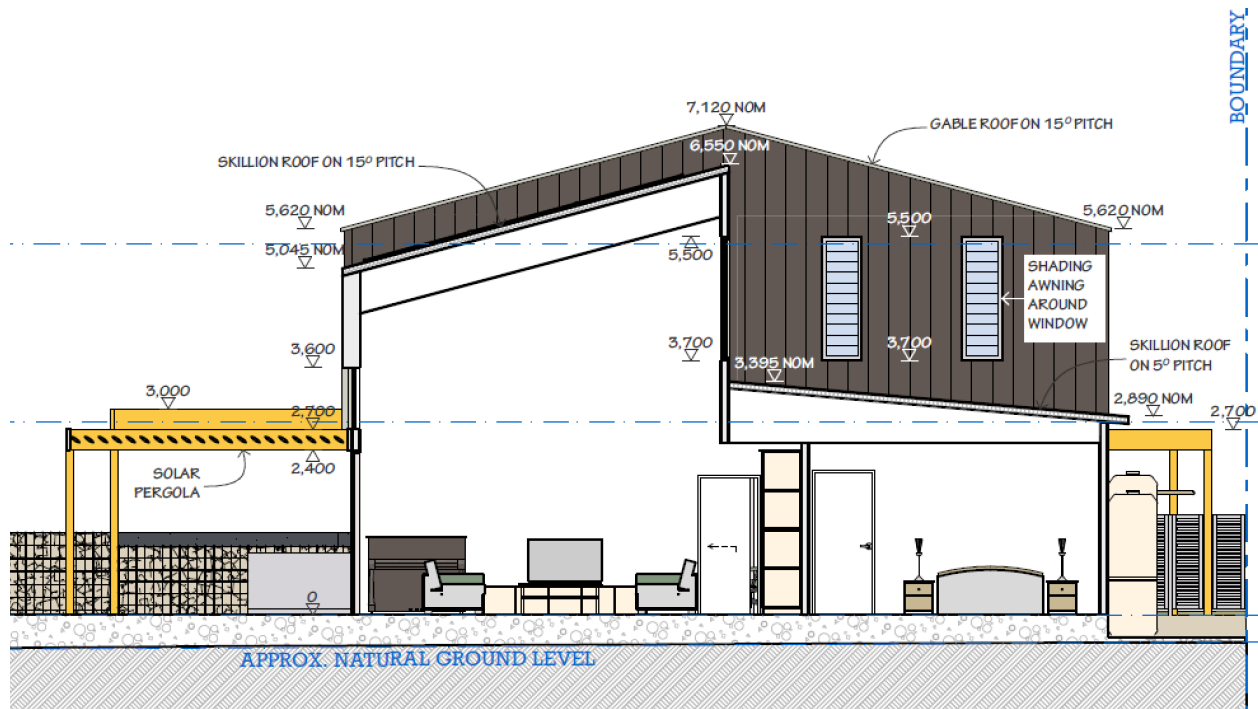 BOUNDARY
7,120 NOM
GABLE ROOF ON 15⁰ PITCH
6,550 NOM
SKILLION ROOF ON 15⁰ PITCH
5,620 NOM
5,500
5,620 NOM
5,045 NOM
5,500
SHADING
AWNING
AROUND
WINDOW
3,600
3,700
3,700
SKILLION ROOF
ON 5⁰ PITCH
3,395 NOM
3,000
2,700
2,890 NOM
2,700
2,400
SOLAR
PERGOLA
0
APPROX. NATURAL GROUND LEVEL